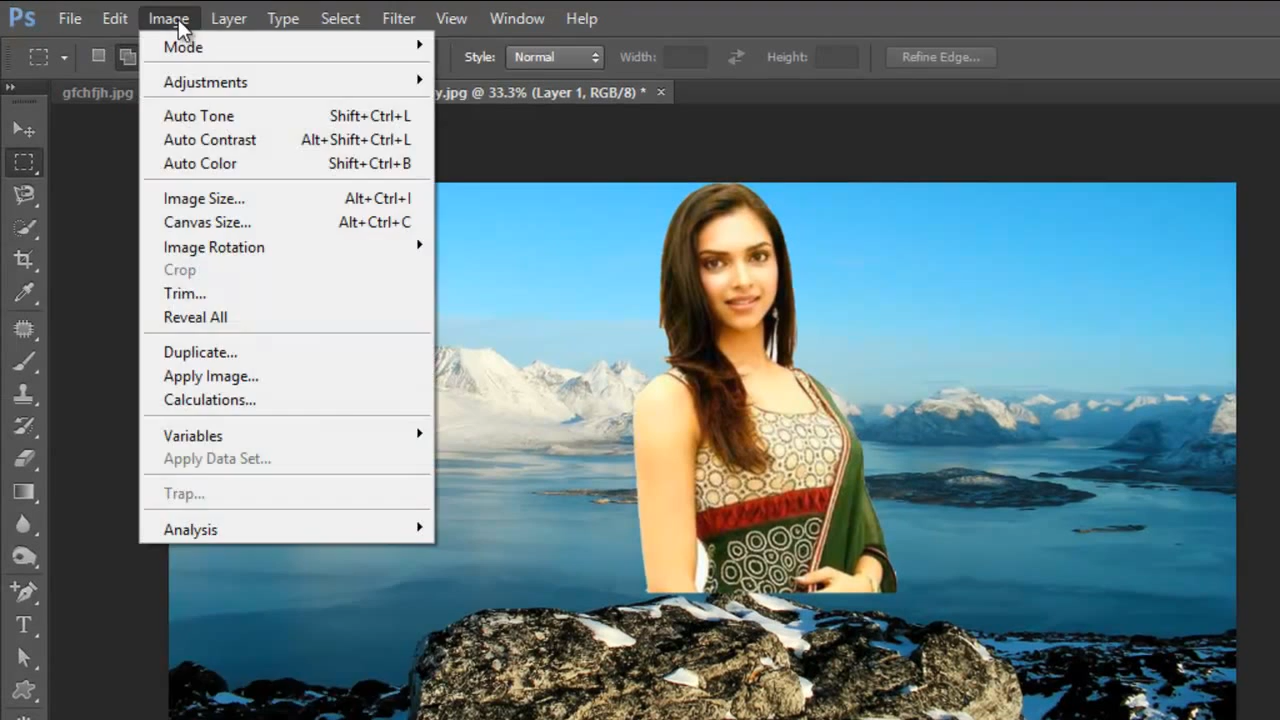 Ps File Edit Image Layer Type Select Filter View Window Help
Style: Normal Width: Height: Refine Edge...
gfchfjh.jpg y.jpg @ 33.3% (Layer 1, RGB/8) * ×
Mode
Adjustments
Auto Tone Shift+Ctrl+L
Auto Contrast Alt+Shift+Ctrl+L
Auto Color Shift+Ctrl+B
Image Size... Alt+Ctrl+I
Canvas Size... Alt+Ctrl+C
Image Rotation
Crop
Trim...
Reveal All
Duplicate...
Apply Image...
Calculations...
Variables
Apply Data Set...
Trap...
Analysis